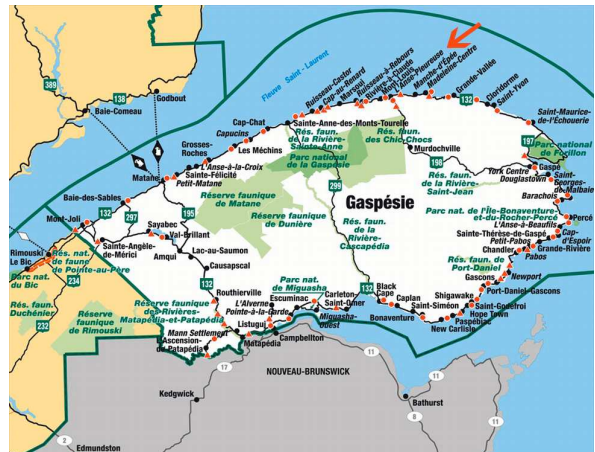 389
138
Godbout
Baie-Comeau
Fleuve Saint-Laurent
Ruisseau-Castor
Cap-au-Renard
Marsoui
Ruisseau-à-Rebours
Rivière-à-Claude
Mont-Louis
L'Anse-Pleureuse
Manche-d'Épée
Madeleine-Centre
Grande-Vallée
132
Cloridorme
Saint-Yvon
Saint-Maurice-
de-l'Échouerie
Cap-Chat
Sainte-Anne-des-Monts-Tourelle
Capucins
Rés. faun.
de la Rivière-
Sainte-Anne
Rés. faun.
des Chic-Chocs
197
Parc national
de Forillon
Grosses-
Roches
Les Méchins
Parc national
de la Gaspésie
Murdochville
198
Gaspé
York Centre
Douglastown
L'Anse-à-la-Croix
Sainte-Félicité
Matane
Petit-Matane
299
Rés. faun.
de la Rivière-
Saint-Jean
Saint-
Georges-
de-Malbaie
Barachois
Baie-des-Sables
Réserve faunique
de Matane
Gaspésie
Parc nat. de l'Île-Bonaventure-
et-du-Rocher-Percé
Percé
Mont-Joli
132
297
195
Sayabec
Val-Brillant
Réserve faunique
de Dunière
Rés. faun.
de la
Rivière-
Cascapédia
L'Anse-à-Beaufils
Sainte-Thérèse-de-Gaspé
Cap-
d'Espoir
Petit-Pabos
Grande-Rivière
Chandler
Pabos
Rimouski
Le Bic
Sainte-Angèle-
de-Mérici
Amqui
Lac-au-Saumon
Causapscal
Rés. nat.
de faune
de Pointe-au-Père
Parc nat.
du Bic
234
Rés. faun. de
Port-Daniel
Newport
Gascons
Port-Daniel-Gascons
Parc nat.
de Miguasha
132
Black
Cape
Caplan
Shigawake
Saint-Godfroi
Rés. faun.
Duchénier
132
Routhierville
Escuminac
Carleton-
Saint-Omer
Saint-Siméon
Hope Town
Paspébiac
232
Réserve
faunique
de Rimouski
Réserve faunique
des Rivières-
Matapédia-et-Patapédia
L'Alverne
Pointe-à-la-Garde
Miguasha-
ouest
Bonaventure
New Carlisle
Mann Settlement
Listuguj
Ascension-
de-Patapédia
Matapédia
Campbellton
17
11
NOUVEAU-BRUNSWICK
11
Kedgwick
Bathurst
8
11
2
Edmundston